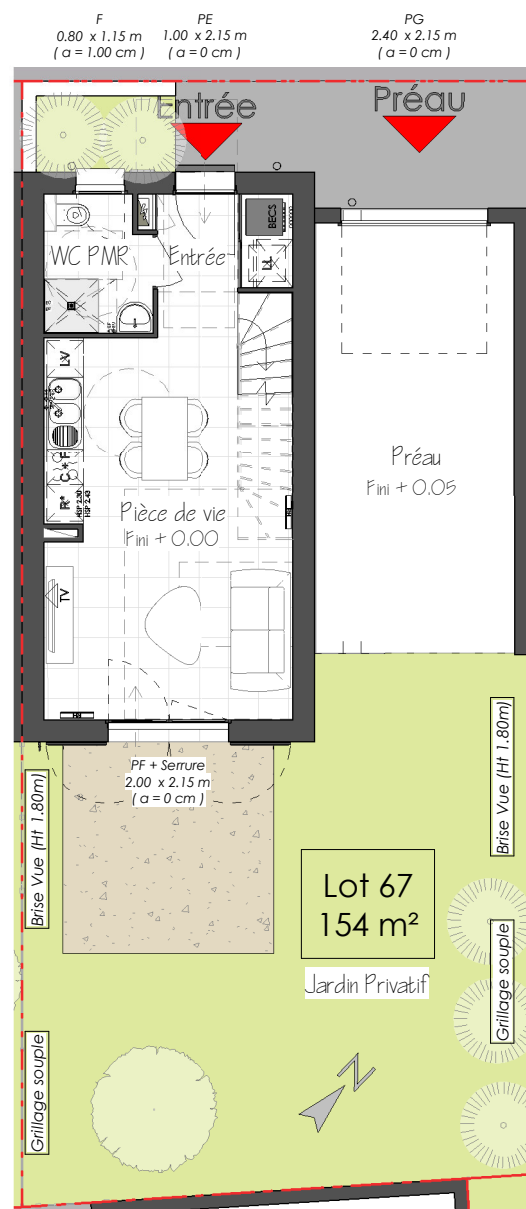 F
0.80 x 1.15 m
( a = 1.00 cm )
PE
1.00 x 2.15 m
( a = 0 cm )
PG
2.40 x 2.15 m
( a = 0 cm )
Entrée
Préau
WC PMR
Entrée
BECS
LL
LV
C + F
R*
HSP 2.30
HSP 2.43
Préau
Fini + 0.05
Pièce de vie
Fini + 0.00
TV
PF + Serrure
2.00 x 2.15 m
( a = 0 cm )
Brise Vue (Ht 1.80m)
Brise Vue (Ht 1.80m)
Lot 67
154 m²
Jardin Privatif
Grillage souple
Grillage souple
N